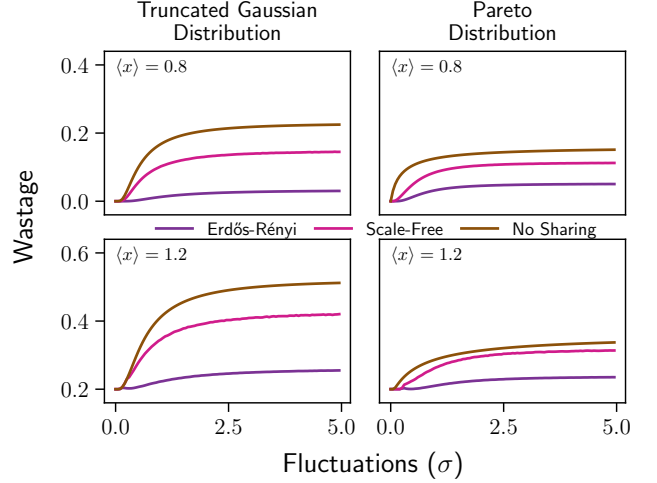 Truncated Gaussian
Distribution
Pareto
Distribution
⟨x⟩ = 0.8
⟨x⟩ = 0.8
0.4
0.2
0.0
Wastage
Erdős-Rényi
Scale-Free
No Sharing
⟨x⟩ = 1.2
⟨x⟩ = 1.2
0.6
0.4
0.2
0.0
2.5
5.0
0.0
2.5
5.0
Fluctuations (σ)